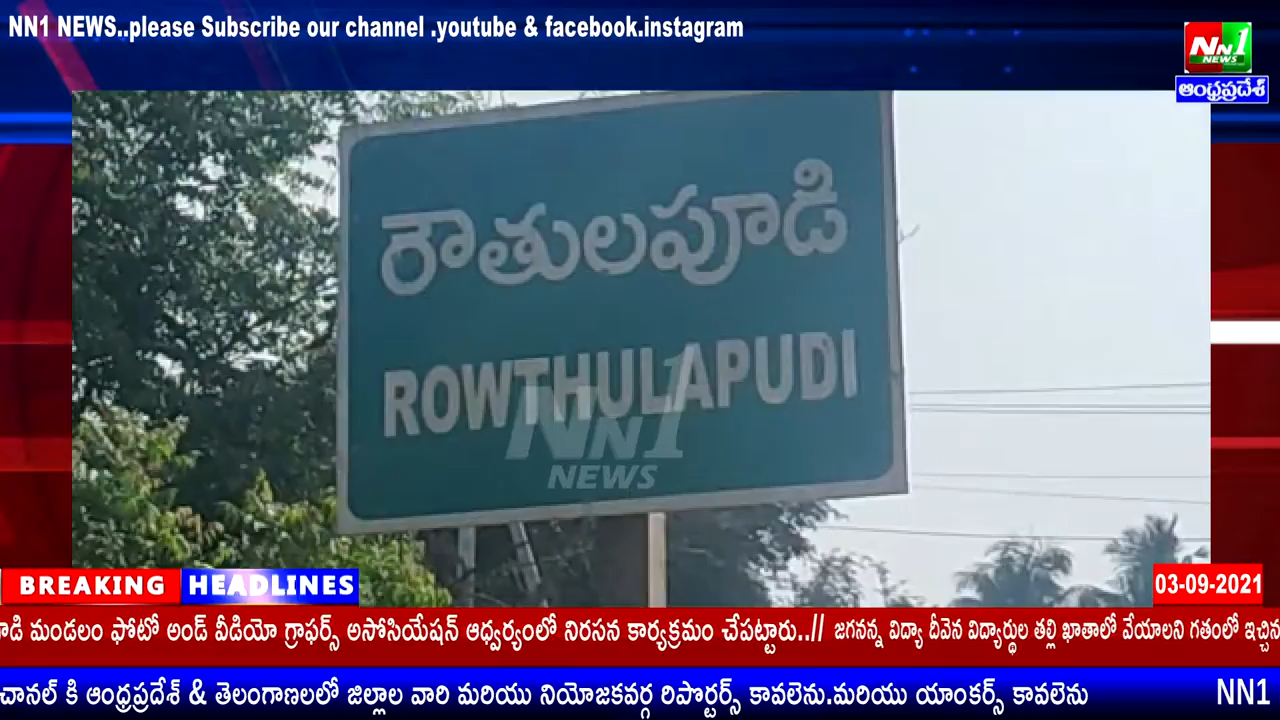 NN1 NEWS..please Subscribe our channel .youtube & facebook.instagram
NN1
NEWS
ఆంధ్రప్రదేశ్
రౌతులపూడి
ROWTHULAPUDI
NN1
NEWS
BREAKING HEADLINES
03-09-2021
మండలం ఫోటో అండ్ వీడియో గ్రాఫర్స్ అసోసియేషన్ ఆధ్వర్యంలో నిరసన కార్యక్రమం చేపట్టారు..// జగనన్న విద్యా దీవెన విద్యార్థుల తల్లి ఖాతాలో వేయాలని గతంలో ఇచ్చిన
చానల్ కి ఆంధ్రప్రదేశ్ & తెలంగాణలలో జిల్లాల వారి మరియు నియోజకవర్గ రిపొర్టర్స్ కావలెను.మరియు యాంకర్స్ కావలెను
NN1